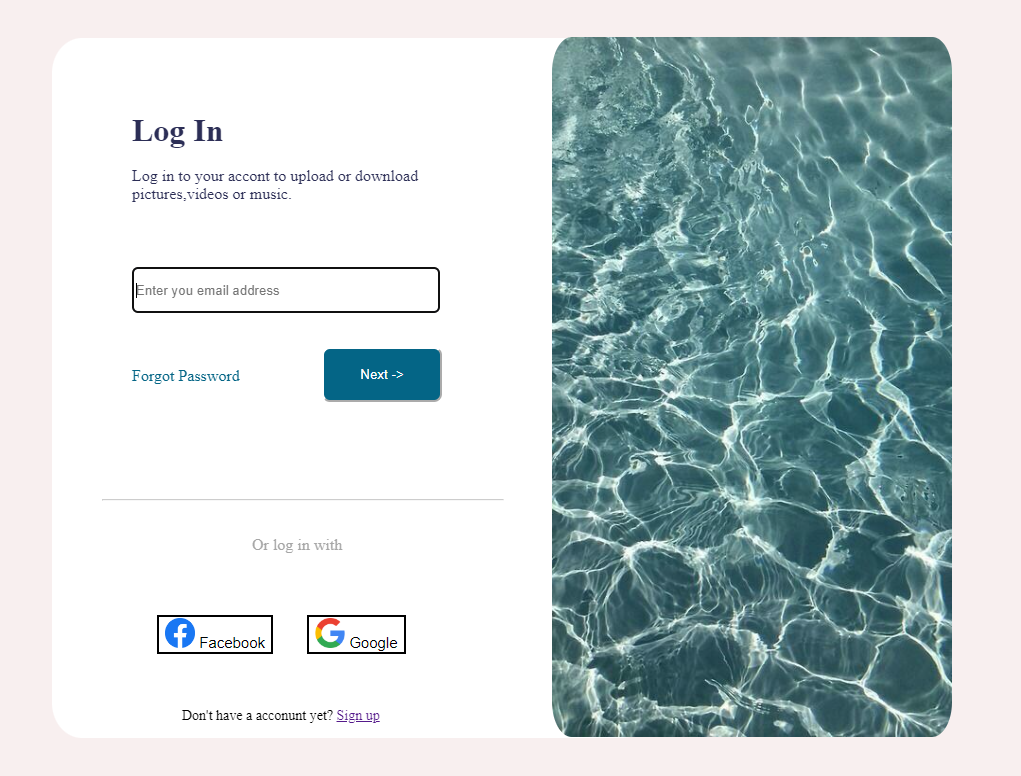 Log In
Log in to your accont to upload or download
pictures,videos or music.
Enter you email address
Forgot Password
Next ->
Or log in with
Facebook
Google
Don't have a acconunt yet? Sign up